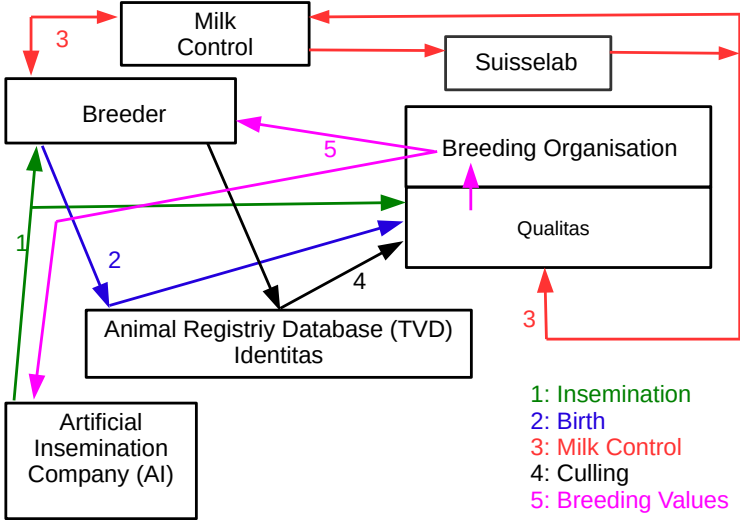 Milk
Control
3
Suisselab
Breeder
5
Breeding Organisation
Qualitas
1
2
4
Animal Registriy Database (TVD)
Identitas
3
Artificial
Insemination
Company (AI)
1: Insemination
2: Birth
3: Milk Control
4: Culling
5: Breeding Values